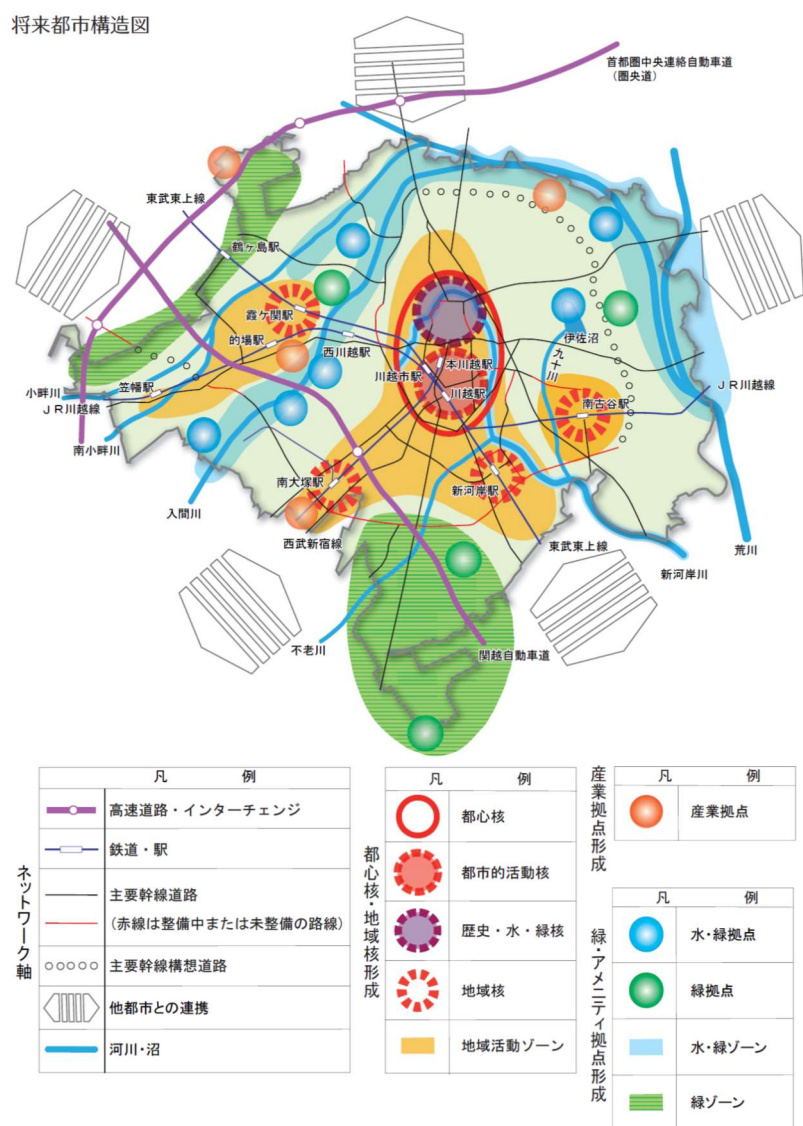 将来都市構造図
首都圏中央連絡自動車道
(圏央道)
東武東上線
鶴ヶ島駅
霞ケ関駅
的場駅
西川越駅
本川越駅
川越市駅
川越駅
伊佐沼
九十川
笠幡駅
小畔川
JR川越線
南小畔川
JR川越線
南古谷駅
南大塚駅
新河岸駅
入間川
西武新宿線
東武東上線
荒川
新河岸川
不老川
関越自動車道
ネットワーク軸
凡 例
高速道路・インターチェンジ
鉄道・駅
主要幹線道路
(赤線は整備中または未整備の路線)
主要幹線構想道路
他都市との連携
河川・沼
都心核・地域核形成
凡 例
都心核
都市的活動核
歴史・水・緑核
地域核
地域活動ゾーン
産業拠点形成
凡 例
産業拠点
緑・アメニティ拠点形成
凡 例
水・緑拠点
緑拠点
水・緑ゾーン
緑ゾーン